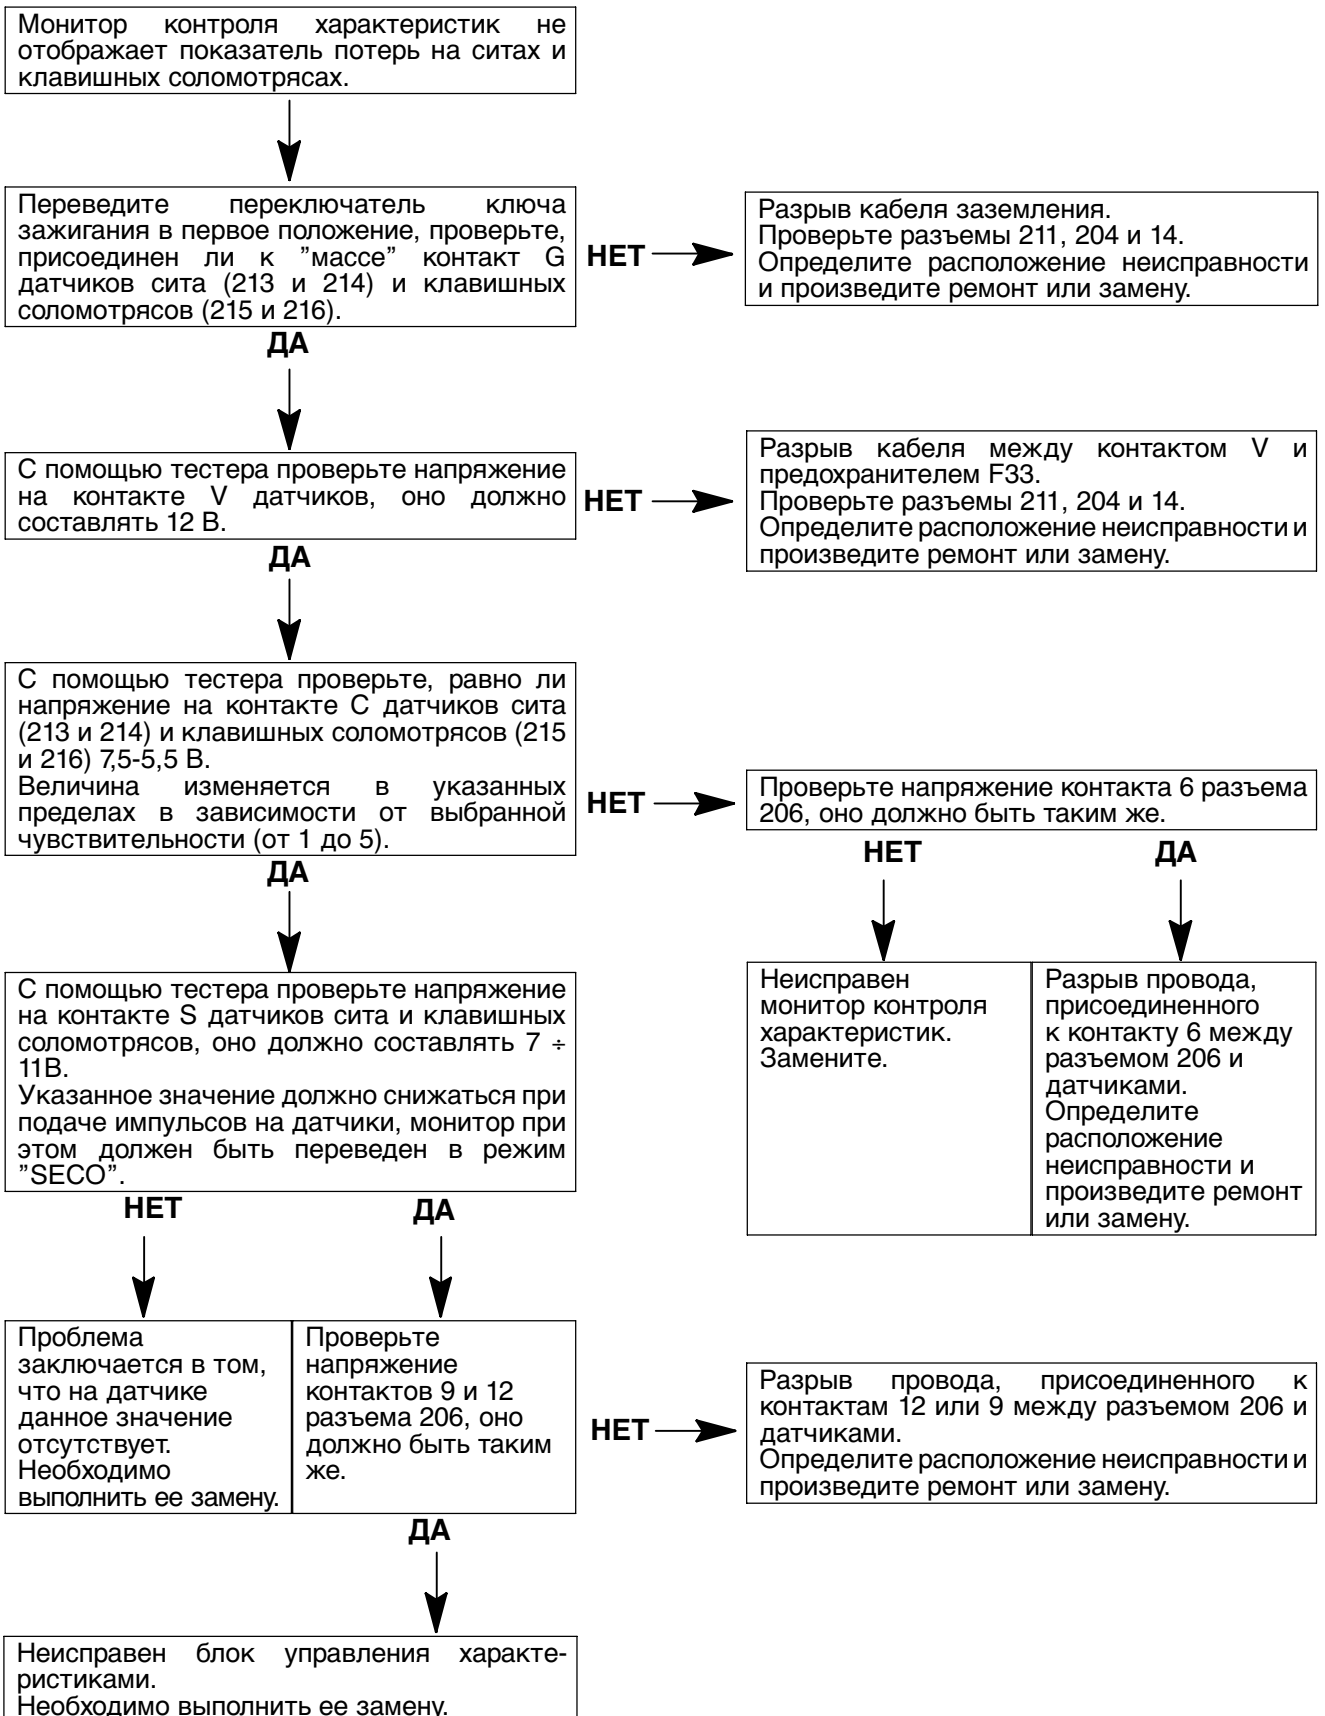 Монитор контроля характеристик не
отображает показатель потерь на ситах и
клавишных соломотрясах.
Переведите переключатель ключа
зажигания в первое положение, проверьте,
присоединен ли к ”массе” контакт G
датчиков сита (213 и 214) и клавишных
соломотрясов (215 и 216).
НЕТ
Разрыв кабеля заземления.
Проверьте разъемы 211, 204 и 14.
Определите расположение неисправности
и произведите ремонт или замену.
ДА
С помощью тестера проверьте напряжение
на контакте V датчиков, оно должно
составлять 12 В.
НЕТ
Разрыв кабеля между контактом V и
предохранителем F33.
Проверьте разъемы 211, 204 и 14.
Определите расположение неисправности и
произведите ремонт или замену.
ДА
С помощью тестера проверьте, равно ли
напряжение на контакте C датчиков сита
(213 и 214) и клавишных соломотрясов (215
и 216) 7,5-5,5 В.
Величина изменяется в указанных
пределах в зависимости от выбранной
чувствительности (от 1 до 5).
НЕТ
Проверьте напряжение контакта 6 разъема
206, оно должно быть таким же.
НЕТ
ДА
Неисправен
монитор контроля
характеристик.
Замените.
Разрыв провода,
присоединенного
к контакту 6 между
разъемом 206 и
датчиками.
Определите
расположение
неисправности и
произведите ремонт
или замену.
ДА
С помощью тестера проверьте напряжение
на контакте S датчиков сита и клавишных
соломотрясов, оно должно составлять 7 ÷
11В.
Указанное значение должно снижаться при
подаче импульсов на датчики, монитор при
этом должен быть переведен в режим
”SECO”.
НЕТ
ДА
Проблема
заключается в том,
что на датчике
данное значение
отсутствует.
Необходимо
выполнить ее замену.
Проверьте
напряжение
контактов 9 и 12
разъема 206, оно
должно быть таким
же.
НЕТ
Разрыв провода, присоединенного к
контактам 12 или 9 между разъемом 206 и
датчиками.
Определите расположение неисправности и
произведите ремонт или замену.
ДА
Неисправен блок управления характе-
ристиками.
Необходимо выполнить ее замену.